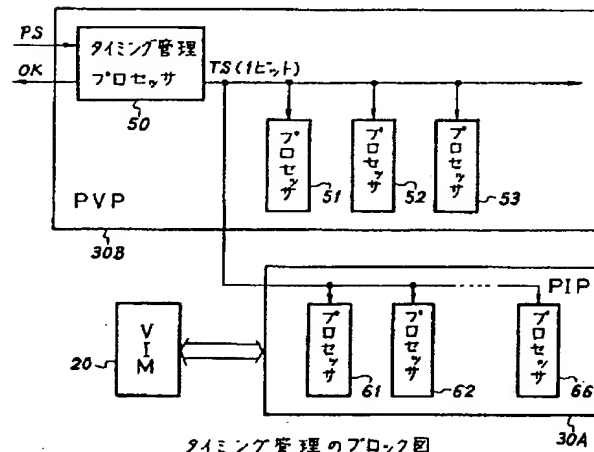 PS
OK
タイミング管理
プロセッサ
50
TS(1ビット)
プロセッサ
51
プロセッサ
52
プロセッサ
53
PVP
30B
PIP
VIM
20
プロセッサ
61
プロセッサ
62
プロセッサ
66
30A
タイミング管理のブロック図